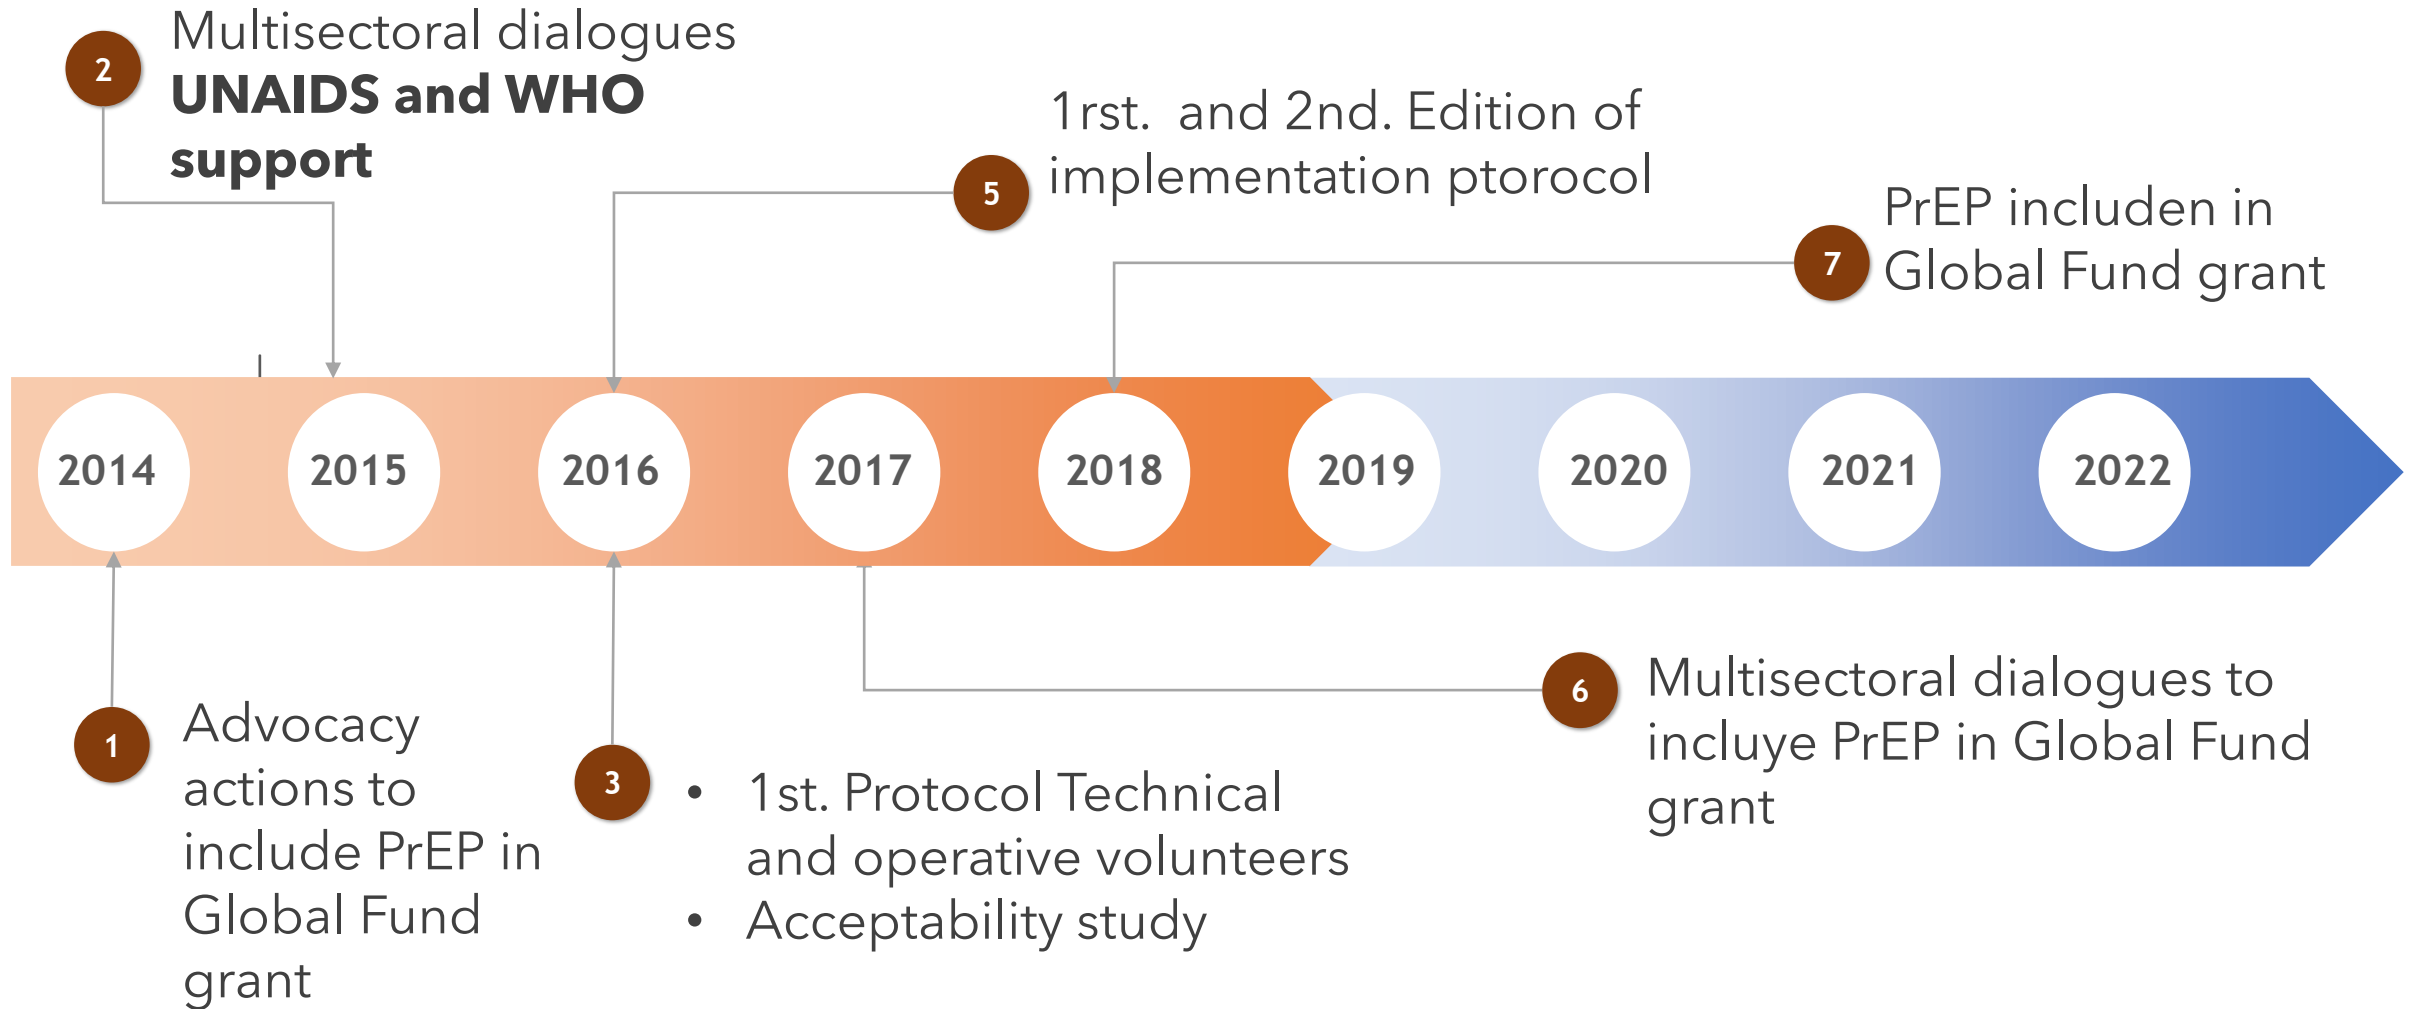 2
Multisectoral dialogues
UNAIDS and WHO
support
5
1rst. and 2nd. Edition of
implementation ptorocol
7
PrEP includen in
Global Fund grant
2014
2015
2016
2017
2018
2019
2020
2021
2022
1
Advocacy
actions to
include PrEP in
Global Fund
grant
3
• 1st. Protocol Technical
and operative volunteers
• Acceptability study
6
Multisectoral dialogues to
incluye PrEP in Global Fund
grant